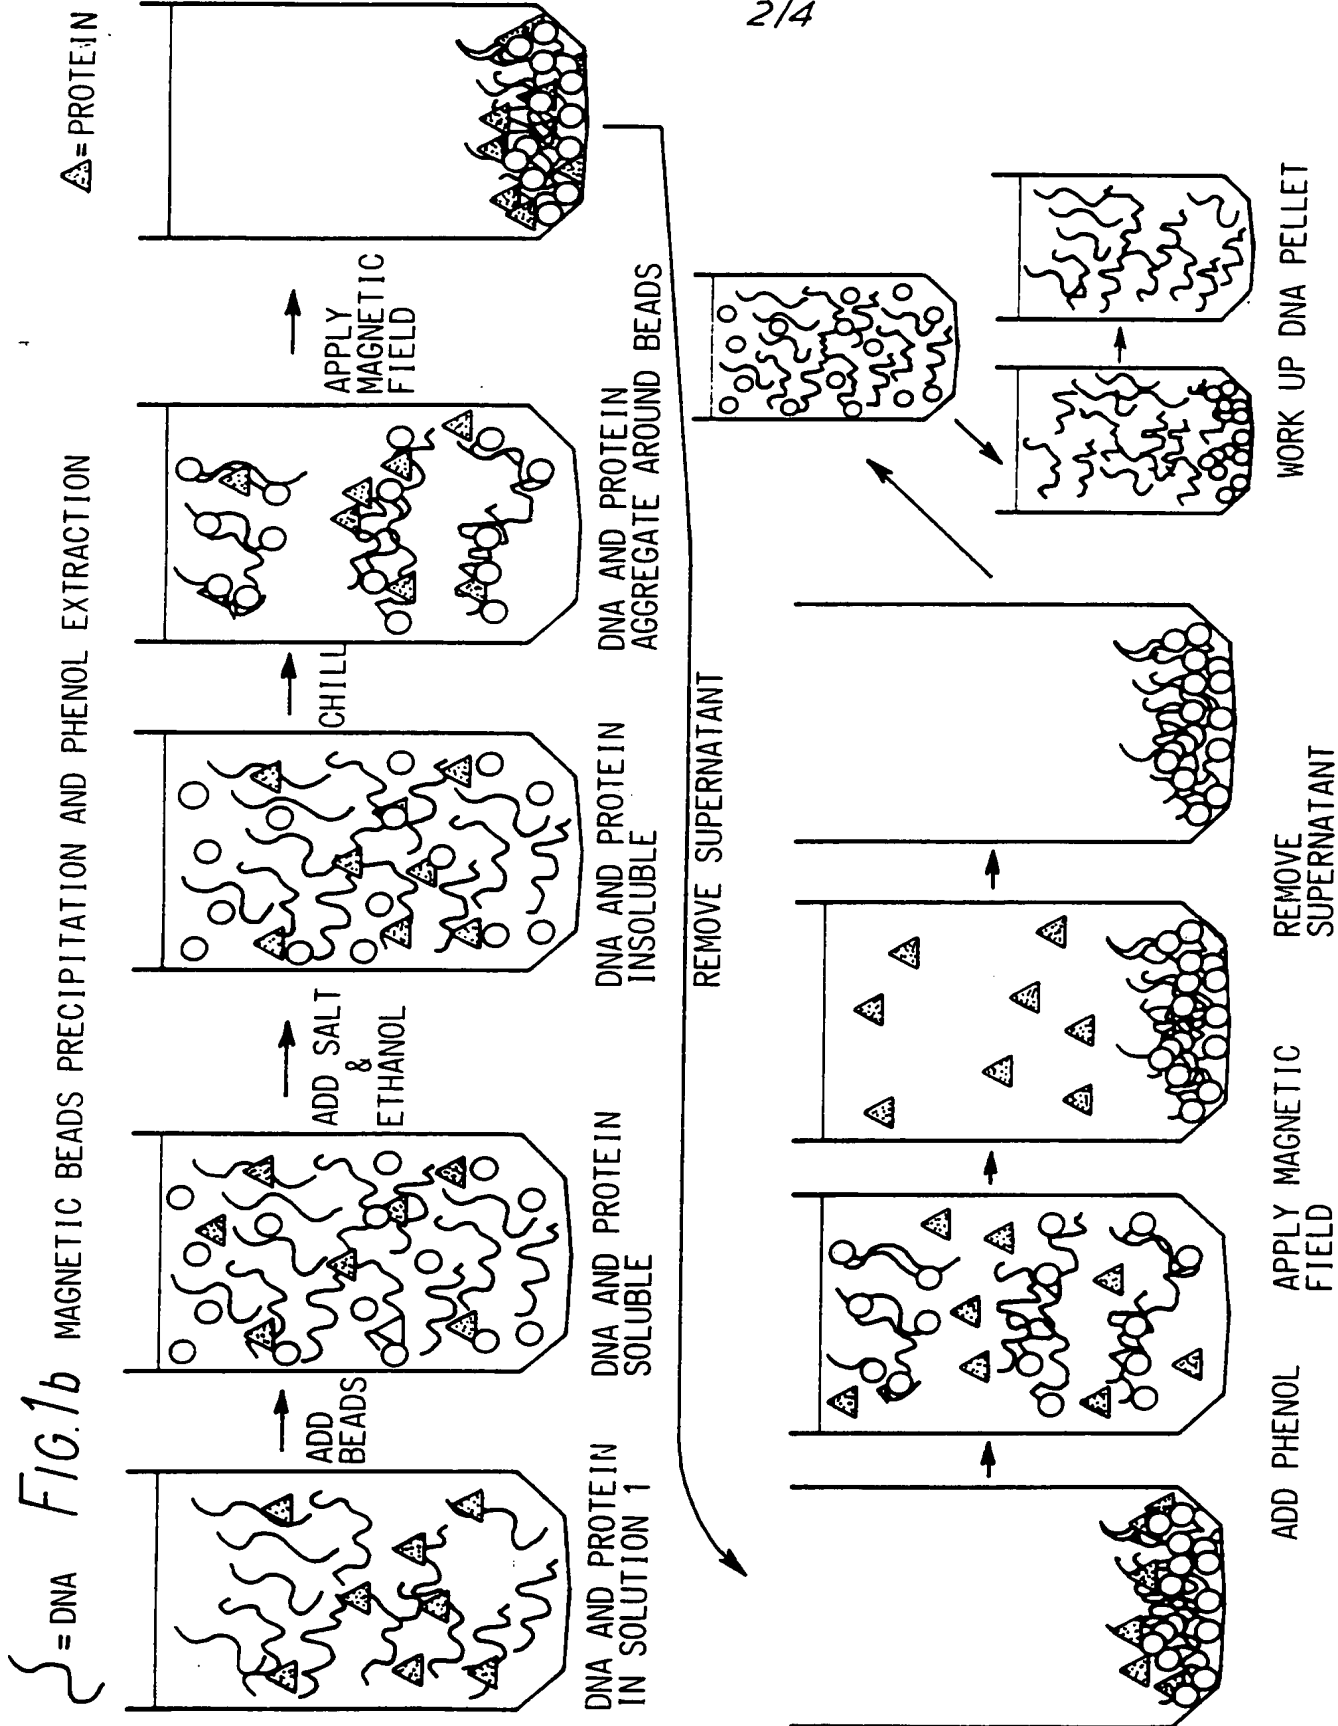 2/4
= DNA
FIG.1b MAGNETIC BEADS PRECIPITATION AND PHENOL EXTRACTION
= PROTEIN
ADD
BEADS
ADD SALT
&
ETHANOL
CHILL
APPLY
MAGNETIC
FIELD
DNA AND PROTEIN
IN SOLUTION 1
DNA AND PROTEIN
SOLUBLE
DNA AND PROTEIN
INSOLUBLE
DNA AND PROTEIN
AGGREGATE AROUND BEADS
REMOVE SUPERNATANT
ADD PHENOL
APPLY MAGNETIC
FIELD
REMOVE
SUPERNATANT
WORK UP DNA PELLET